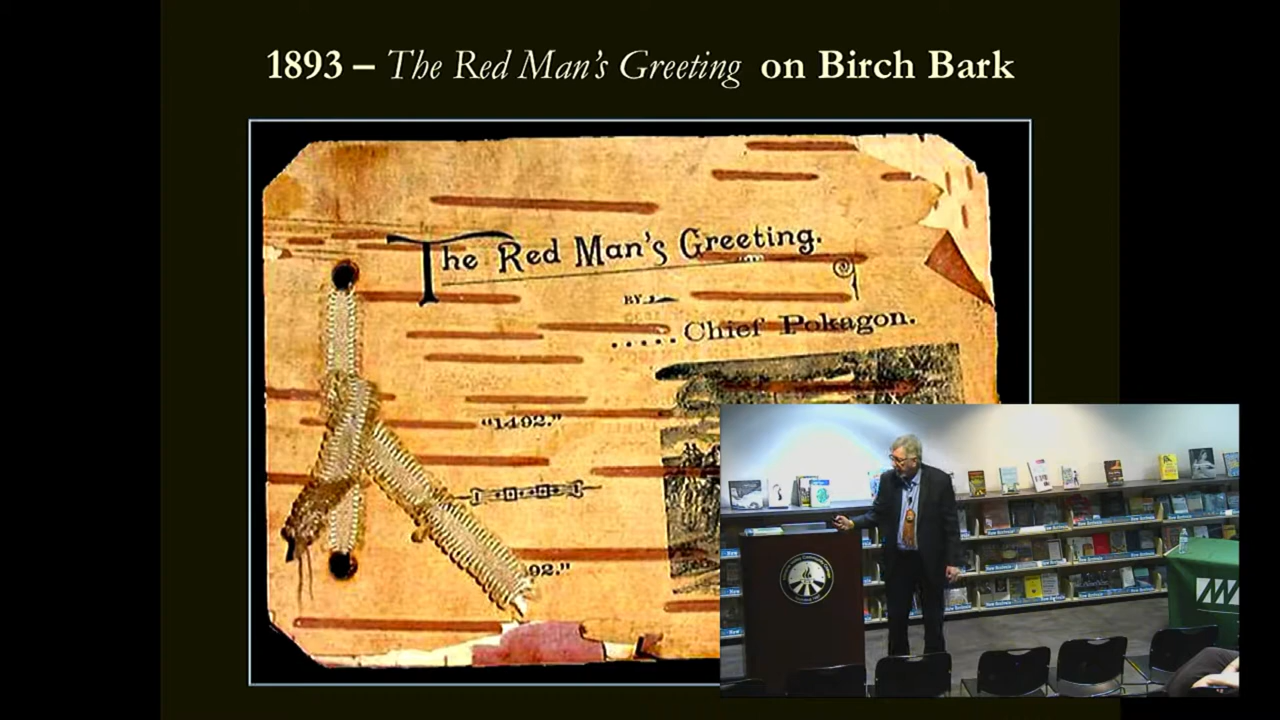 1893 – The Red Man's Greeting on Birch Bark
The Red Man's Greeting.
BY
.....Chief Pokagon.
"1492."
92."